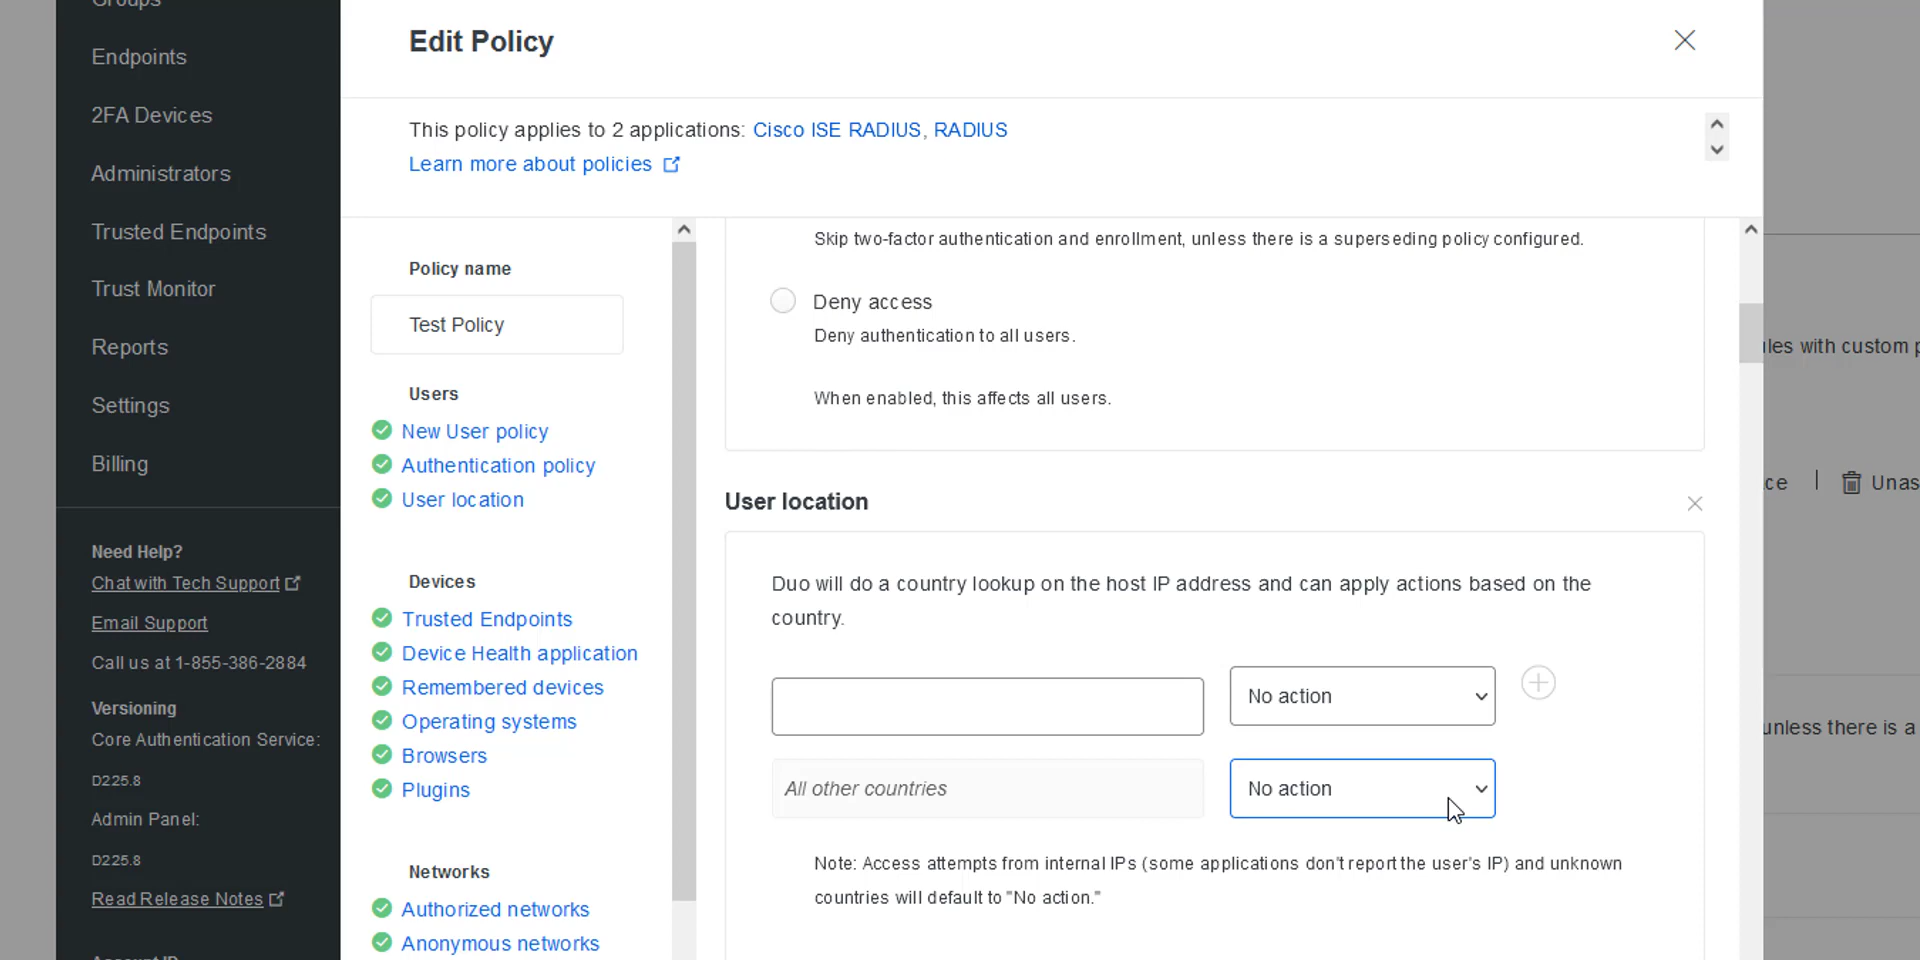 Groups
Endpoints
2FA Devices
Administrators
Trusted Endpoints
Trust Monitor
Reports
Settings
Billing
Need Help?
Chat with Tech Support
Email Support
Call us at 1-855-386-2884
Versioning
Core Authentication Service:
D225.8
Admin Panel:
D225.8
Read Release Notes
Account ID
Edit Policy
This policy applies to 2 applications: Cisco ISE RADIUS, RADIUS
Learn more about policies
Policy name
Test Policy
Users
New User policy
Authentication policy
User location
Devices
Trusted Endpoints
Device Health application
Remembered devices
Operating systems
Browsers
Plugins
Networks
Authorized networks
Anonymous networks
Skip two-factor authentication and enrollment, unless there is a superseding policy configured.
Deny access
Deny authentication to all users.
When enabled, this affects all users.
User location
Duo will do a country lookup on the host IP address and can apply actions based on the
country.
No action
All other countries
No action
Note: Access attempts from internal IPs (some applications don't report the user's IP) and unknown
countries will default to "No action."
ules with custom p
ce | Unas
unless there is a